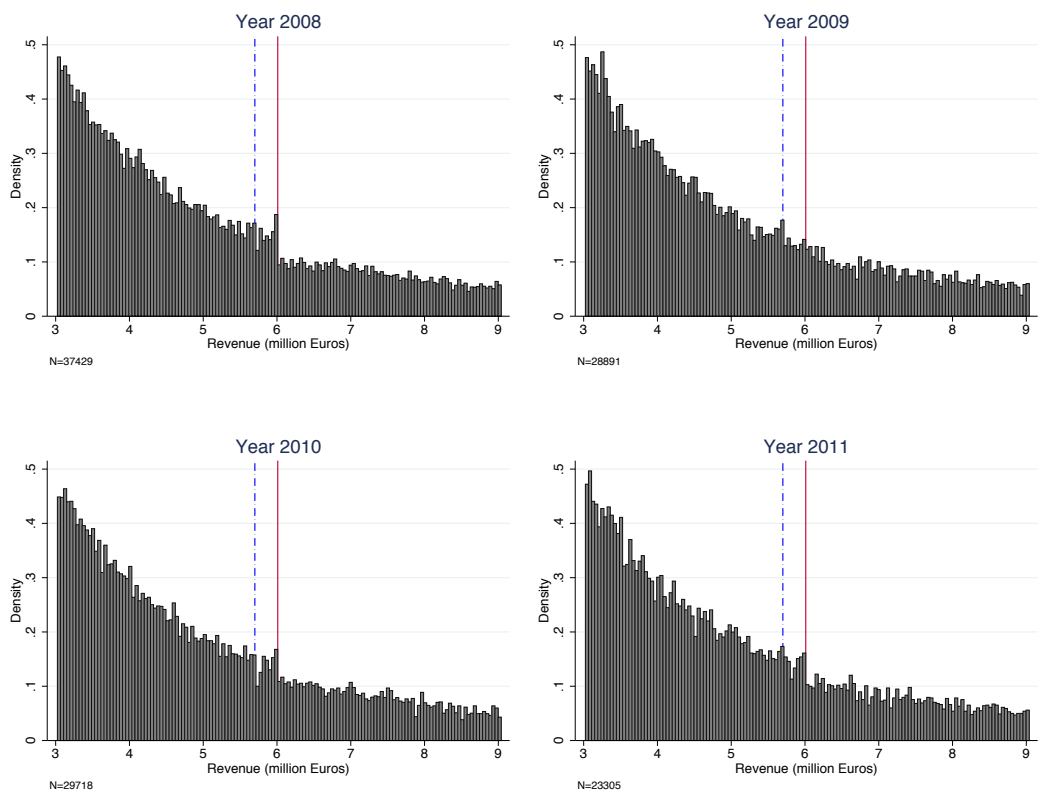 Year 2008
.5
.4
.3
.2
.1
0
Density
3 4 5 6 7 8 9
Revenue (million Euros)
N=37429
Year 2009
.5
.4
.3
.2
.1
0
Density
3 4 5 6 7 8 9
Revenue (million Euros)
N=28891
Year 2010
.5
.4
.3
.2
.1
0
Density
3 4 5 6 7 8 9
Revenue (million Euros)
N=29718
Year 2011
.5
.4
.3
.2
.1
0
Density
3 4 5 6 7 8 9
Revenue (million Euros)
N=23305